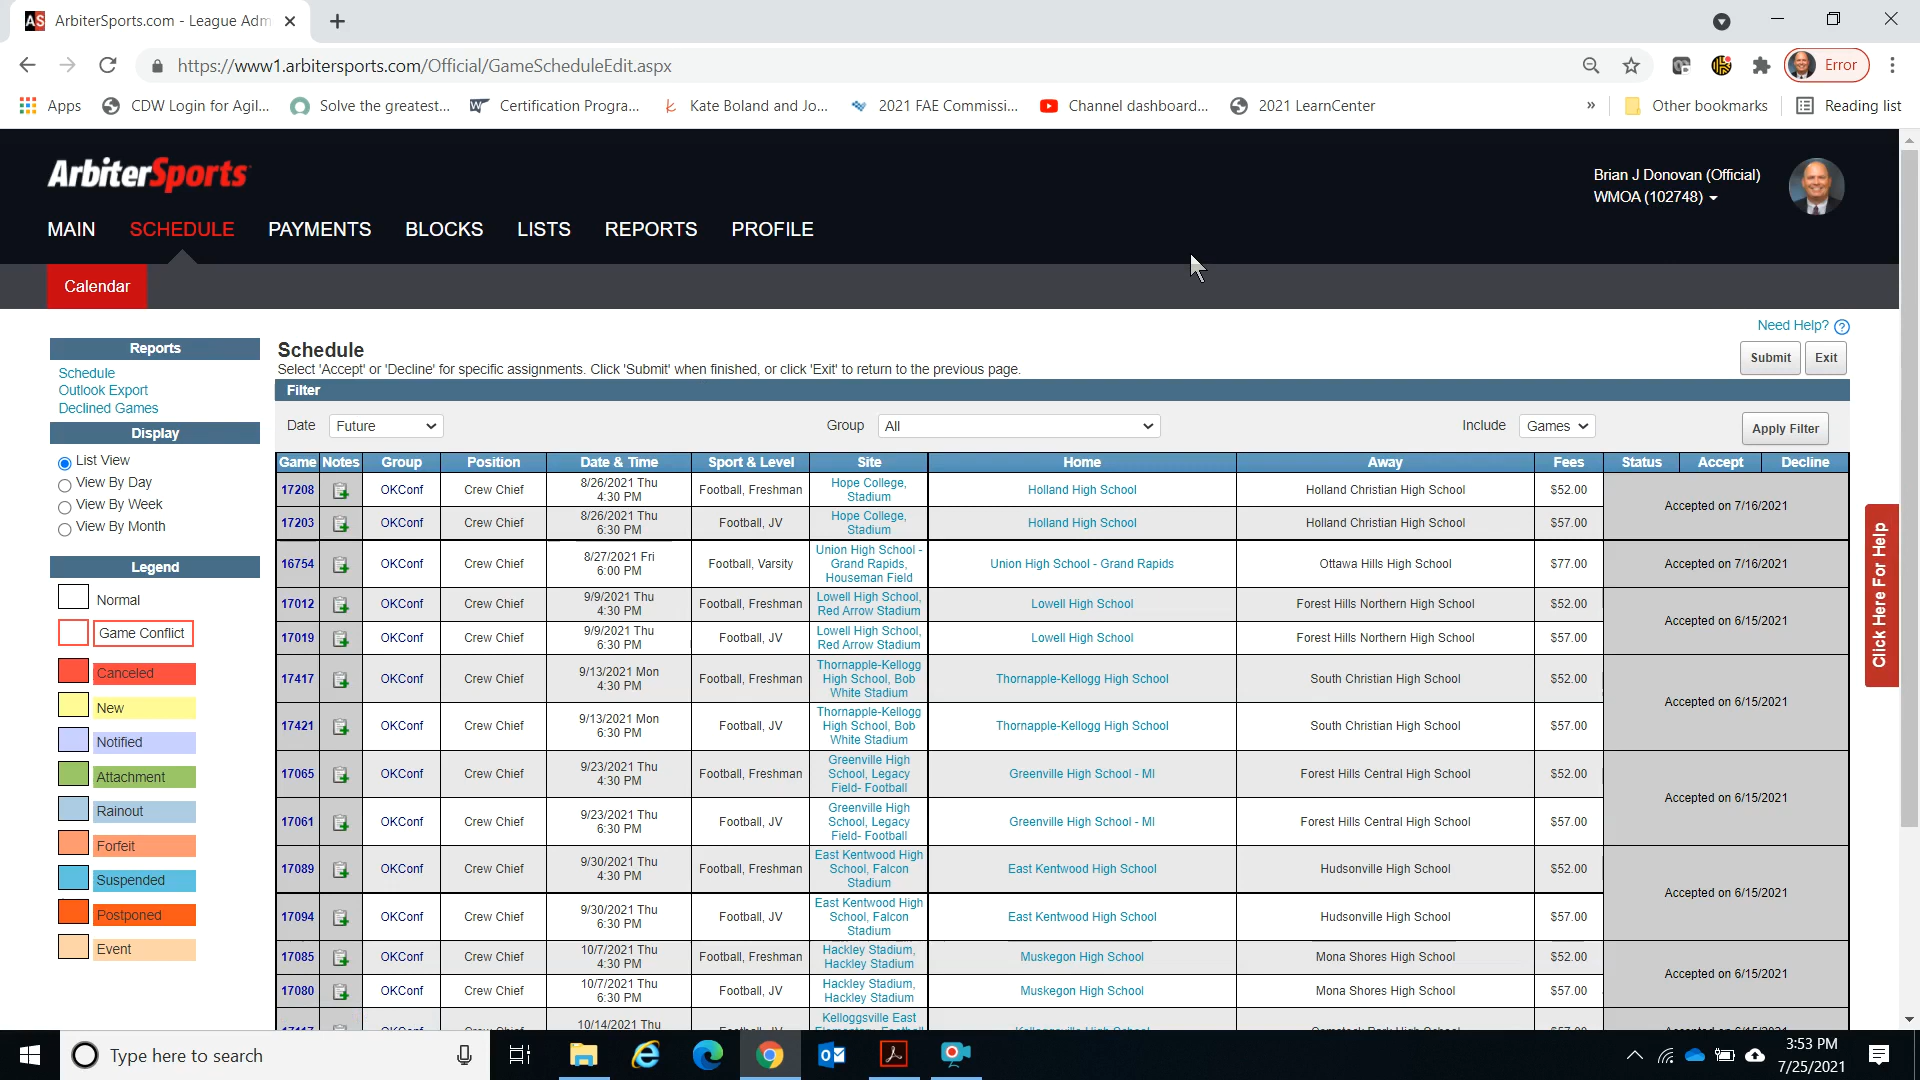 ArbiterSports.com - League Adm
https://www1.arbitersports.com/Official/GameScheduleEdit.aspx
Error
Apps
CDW Login for Agil...
Solve the greatest...
Certification Progra...
Kate Boland and Jo...
2021 FAE Commissi...
Channel dashboard...
2021 LearnCenter
»
Other bookmarks
Reading list
ArbiterSports
Brian J Donovan (Official)
WMOA (102748)
MAIN SCHEDULE PAYMENTS BLOCKS LISTS REPORTS PROFILE
Calendar
Need Help?
Reports
Schedule
Outlook Export
Declined Games
Display
List View
View By Day
View By Week
View By Month
Legend
Normal
Game Conflict
Canceled
New
Notified
Attachment
Rainout
Forfeit
Suspended
Postponed
Event
Schedule
Select 'Accept' or 'Decline' for specific assignments. Click 'Submit' when finished, or click 'Exit' to return to the previous page.
Submit Exit
Filter
Date Future Group All Include Games Apply Filter
Game Notes Group Position Date & Time Sport & Level Site Home Away Fees Status Accept Decline
17208 OKConf Crew Chief 8/26/2021 Thu 4:30 PM Football, Freshman Hope College, Stadium Holland High School Holland Christian High School $52.00
Accepted on 7/16/2021
17203 OKConf Crew Chief 8/26/2021 Thu 6:30 PM Football, JV Hope College, Stadium Holland High School Holland Christian High School $57.00
16754 OKConf Crew Chief 8/27/2021 Fri 6:00 PM Football, Varsity Union High School - Grand Rapids, Houseman Field Union High School - Grand Rapids Ottawa Hills High School $77.00 Accepted on 7/16/2021
17012 OKConf Crew Chief 9/9/2021 Thu 4:30 PM Football, Freshman Lowell High School, Red Arrow Stadium Lowell High School Forest Hills Northern High School $52.00
Accepted on 6/15/2021
17019 OKConf Crew Chief 9/9/2021 Thu 6:30 PM Football, JV Lowell High School, Red Arrow Stadium Lowell High School Forest Hills Northern High School $57.00
17417 OKConf Crew Chief 9/13/2021 Mon 4:30 PM Football, Freshman Thornapple-Kellogg High School, Bob White Stadium Thornapple-Kellogg High School South Christian High School $52.00
Accepted on 6/15/2021
17421 OKConf Crew Chief 9/13/2021 Mon 6:30 PM Football, JV Thornapple-Kellogg High School, Bob White Stadium Thornapple-Kellogg High School South Christian High School $57.00
17065 OKConf Crew Chief 9/23/2021 Thu 4:30 PM Football, Freshman Greenville High School, Legacy Field- Football Greenville High School - MI Forest Hills Central High School $52.00
Accepted on 6/15/2021
17061 OKConf Crew Chief 9/23/2021 Thu 6:30 PM Football, JV Greenville High School, Legacy Field- Football Greenville High School - MI Forest Hills Central High School $57.00
17089 OKConf Crew Chief 9/30/2021 Thu 4:30 PM Football, Freshman East Kentwood High School, Falcon Stadium East Kentwood High School Hudsonville High School $52.00
Accepted on 6/15/2021
17094 OKConf Crew Chief 9/30/2021 Thu 6:30 PM Football, JV East Kentwood High School, Falcon Stadium East Kentwood High School Hudsonville High School $57.00
17085 OKConf Crew Chief 10/7/2021 Thu 4:30 PM Football, Freshman Hackley Stadium, Hackley Stadium Muskegon High School Mona Shores High School $52.00
Accepted on 6/15/2021
17080 OKConf Crew Chief 10/7/2021 Thu 6:30 PM Football, JV Hackley Stadium, Hackley Stadium Muskegon High School Mona Shores High School $57.00
10/14/2021 Thu Kelloggsville East
Click Here For Help
Type here to search
3:53 PM
7/25/2021